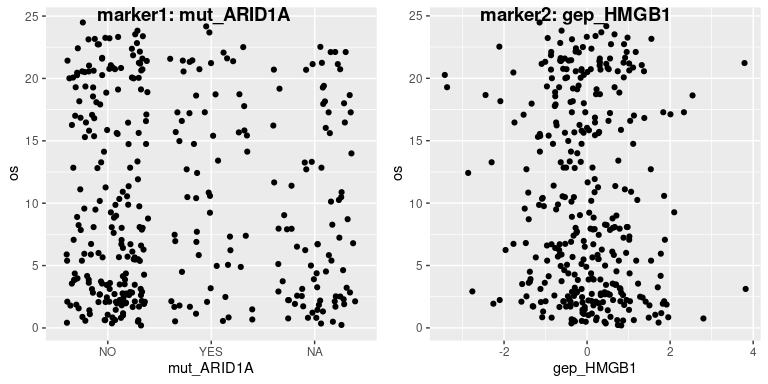 marker1: mut_ARID1A
os
25
20
15
10
5
0
NO YES NA
mut_ARID1A
marker2: gep_HMGB1
os
25
20
15
10
5
0
-2 0 2 4
gep_HMGB1